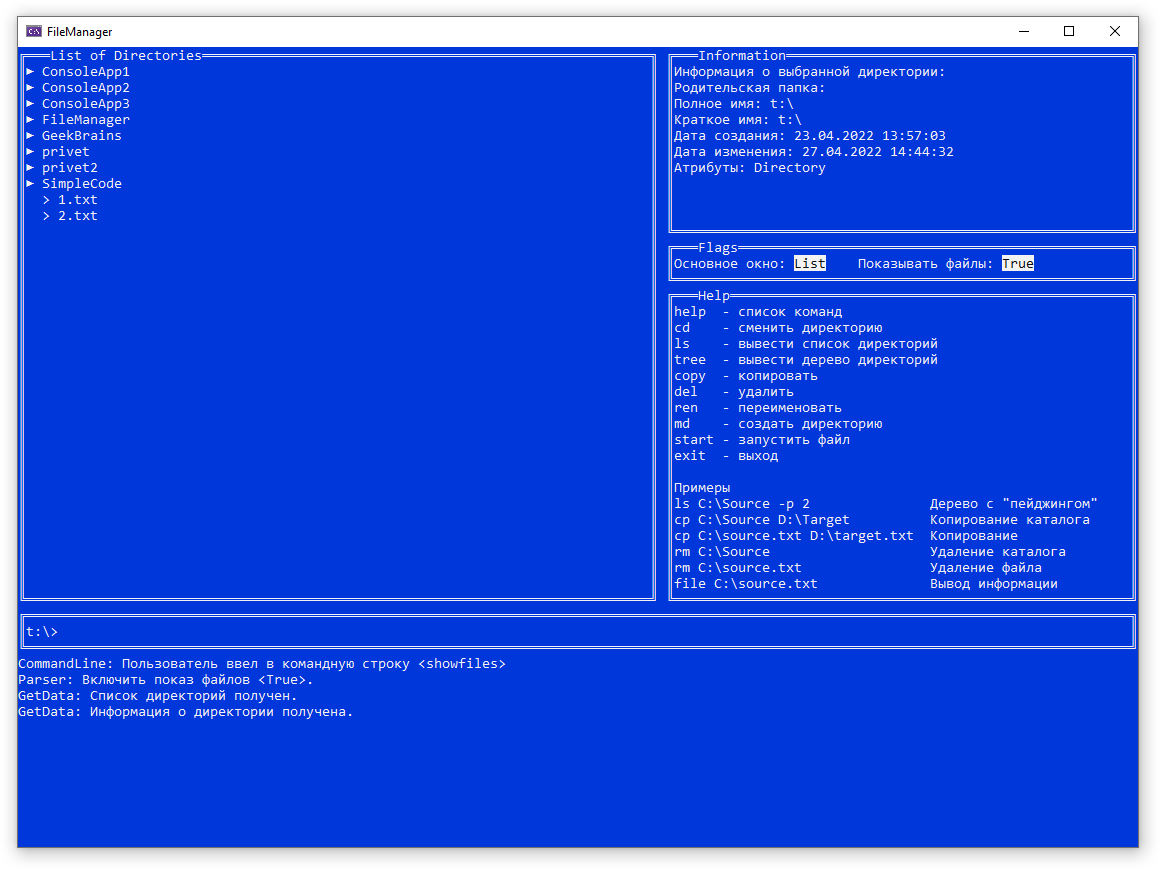 FileManager
List of Directories
► ConsoleApp1
► ConsoleApp2
► ConsoleApp3
► FileManager
► GeekBrains
► privet
► privet2
► SimpleCode
> 1.txt
> 2.txt
Information
Информация о выбранной директории:
Родительская папка:
Полное имя: t:\
Краткое имя: t:\
Дата создания: 23.04.2022 13:57:03
Дата изменения: 27.04.2022 14:44:32
Атрибуты: Directory
Flags
Основное окно: List    Показывать файлы: True
Help
help  - список команд
cd    - сменить директорию
ls    - вывести список директорий
tree  - вывести дерево директорий
copy  - копировать
del   - удалить
ren   - переименовать
md    - создать директорию
start - запустить файл
exit  - выход
Примеры
ls C:\Source -p 2               Дерево с "пейджингом"
cp C:\Source D:\Target          Копирование каталога
cp C:\source.txt D:\target.txt  Копирование
rm C:\Source                    Удаление каталога
rm C:\source.txt                Удаление файла
file C:\source.txt              Вывод информации
t:\>
CommandLine: Пользователь ввел в командную строку <showfiles>
Parser: Включить показ файлов <True>.
GetData: Список директорий получен.
GetData: Информация о директории получена.